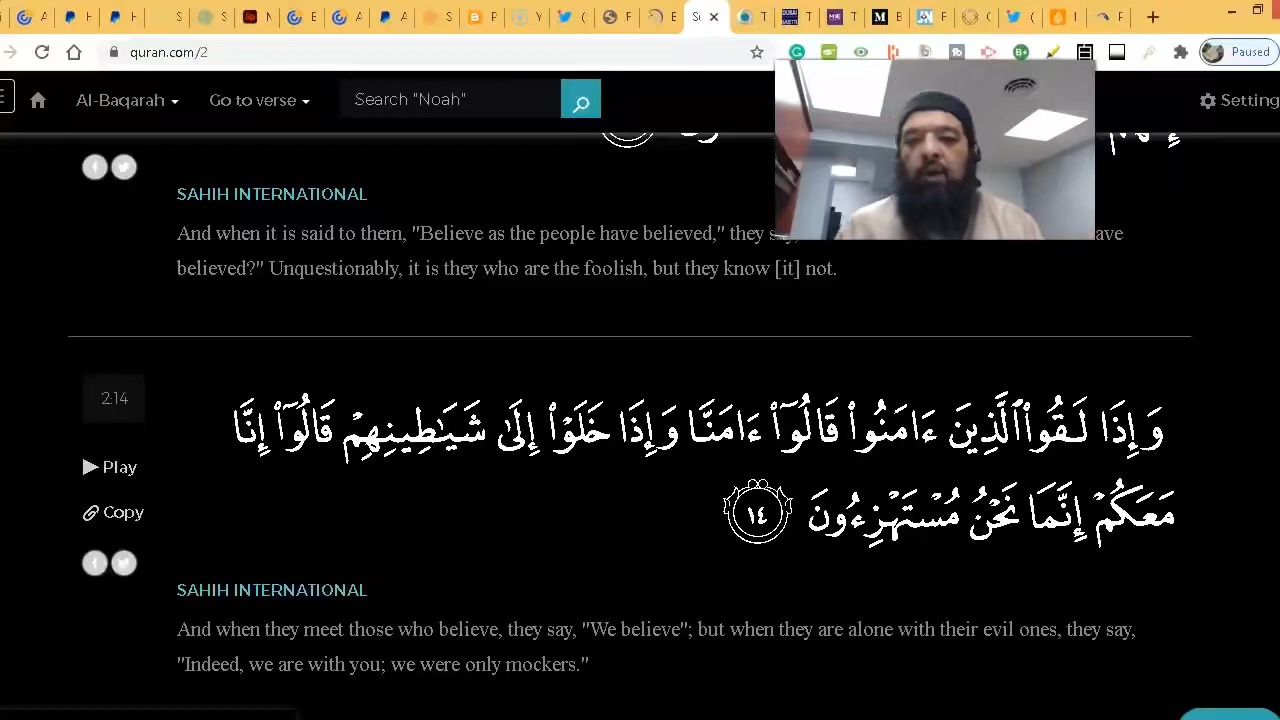 quran.com/2
Paused
Al-Baqarah
Go to verse
Search "Noah"
Setting
SAHIH INTERNATIONAL
And when it is said to them, "Believe as the people have believed," they
ave
believed?" Unquestionably, it is they who are the foolish, but they know [it] not.
2:14
وَإِذَا لَقُوا۟ ٱلَّذِينَ ءَامَنُوا۟ قَالُوٓا۟ ءَامَنَّا وَإِذَا خَلَوْا۟ إِلَىٰ شَيَـٰطِينِهِمْ قَالُوٓا۟ إِنَّا
مَعَكُمْ إِنَّمَا نَحْنُ مُسْتَهْزِءُونَ ١٤
Play
Copy
SAHIH INTERNATIONAL
And when they meet those who believe, they say, "We believe"; but when they are alone with their evil ones, they say,
"Indeed, we are with you; we were only mockers."